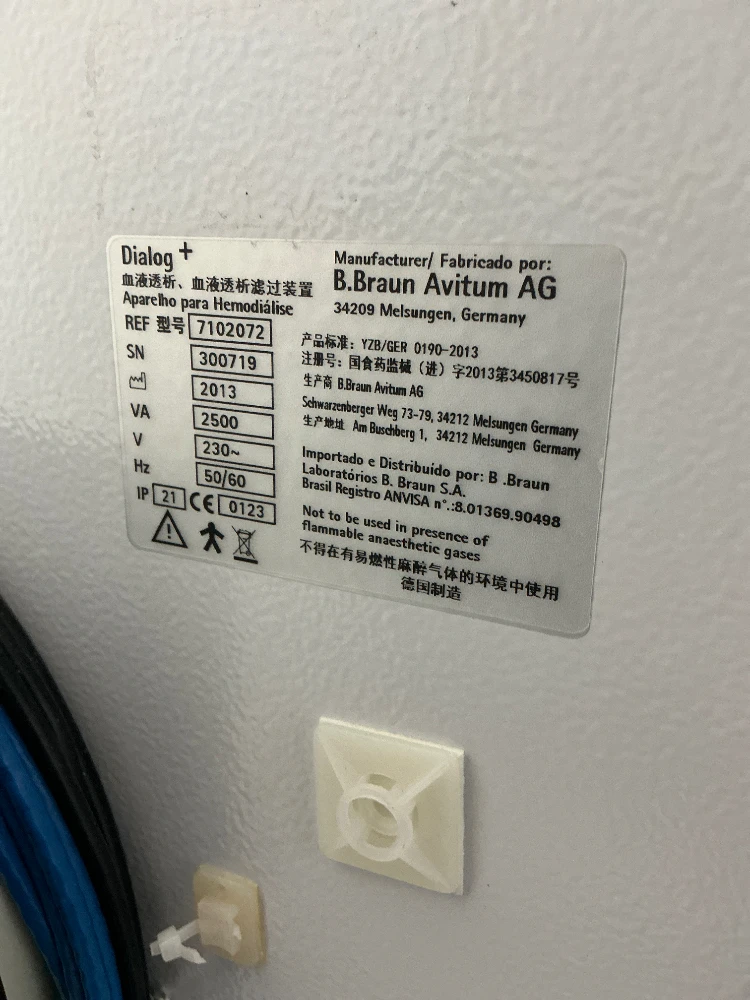 Dialog +
血液透析、血液透析滤过装置
Aparelho para Hemodiálise
REF 型号 7102072
SN 300719
2013
VA 2500
V 230~
Hz 50/60
IP 21 CE 0123
Manufacturer/ Fabricado por:
B.Braun Avitum AG
34209 Melsungen, Germany
产品标准: YZB/GER 0190-2013
注册号: 国食药监械（进）字2013第3450817号
生产商 B.Braun Avitum AG
Schwarzenberger Weg 73-79, 34212 Melsungen Germany
生产地址 Am Buschberg 1, 34212 Melsungen Germany
Importado e Distribuído por: B .Braun
Laboratórios B. Braun S.A.
Brasil Registro ANVISA n°.:8.01369.90498
Not to be used in presence of
flammable anaesthetic gases
不得在有易燃性麻醉气体的环境中使用
德国制造